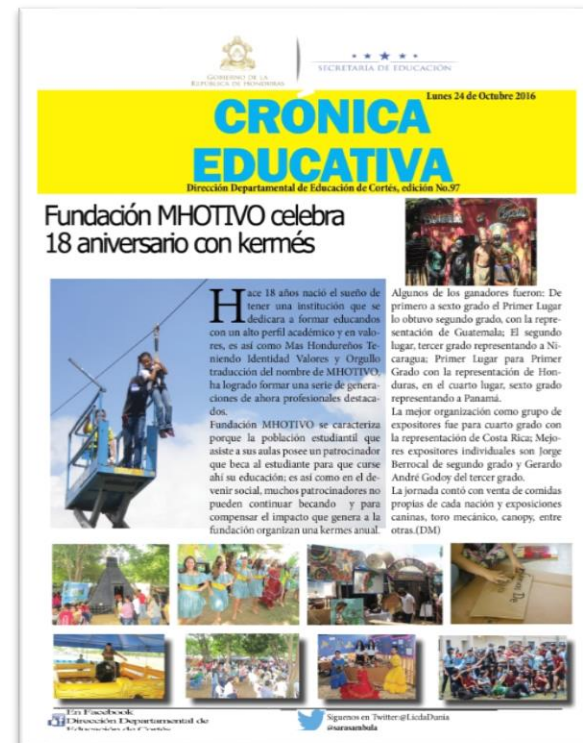 GOBIERNO DE LA
REPÚBLICA DE HONDURAS
SECRETARÍA DE EDUCACIÓN
Lunes 24 de Octubre 2016
CRÓNICA
EDUCATIVA
Dirección Departamental de Educación de Cortés, edición No.97
Fundación MHOTIVO celebra
18 aniversario con kermés
Hace 18 años nació el sueño de
tener una institución que se
dedicara a formar educandos
con un alto perfil académico y en valo-
res, es así como Mas Hondureños Te-
niendo Identidad Valores y Orgullo
traducción del nombre de MHOTIVO,
ha logrado formar una serie de genera-
ciones de ahora profesionales destaca-
dos.
Fundación MHOTIVO se caracteriza
porque la población estudiantil que
asiste a sus aulas posee un patrocinador
que beca al estudiante para que curse
ahí su educación; es asi como en el de-
venir social, muchos patrocinadores no
pueden continuar becando y para
compensar el impacto que genera a la
fundación organizan una kermes anual.
Algunos de los ganadores fueron: De
primero a sexto grado el Primer Lugar
lo obtuvo segundo grado, con la repre-
sentación de Guatemala; El segundo
lugar, tercer grado representando a Ni-
caragua; Primer Lugar para Primer
Grado con la representación de Hon-
duras, en el cuarto lugar, sexto grado
representando a Panamá.
La mejor organización como grupo de
expositores fue para cuarto grado con
la representación de Costa Rica; Mejo-
res expositores individuales son Jorge
Berrocal de segundo grado y Gerardo
André Godoy del tercer grado.
La jornada contó con venta de comidas
propias de cada nación y exposiciones
caninas, toro mecánico, canopy, entre
otras.(DM)
En Facebook
Dirección Departamental de
Educación de Cortés
Siguenos en Twitter:@LicdaDunia
@sarasambula